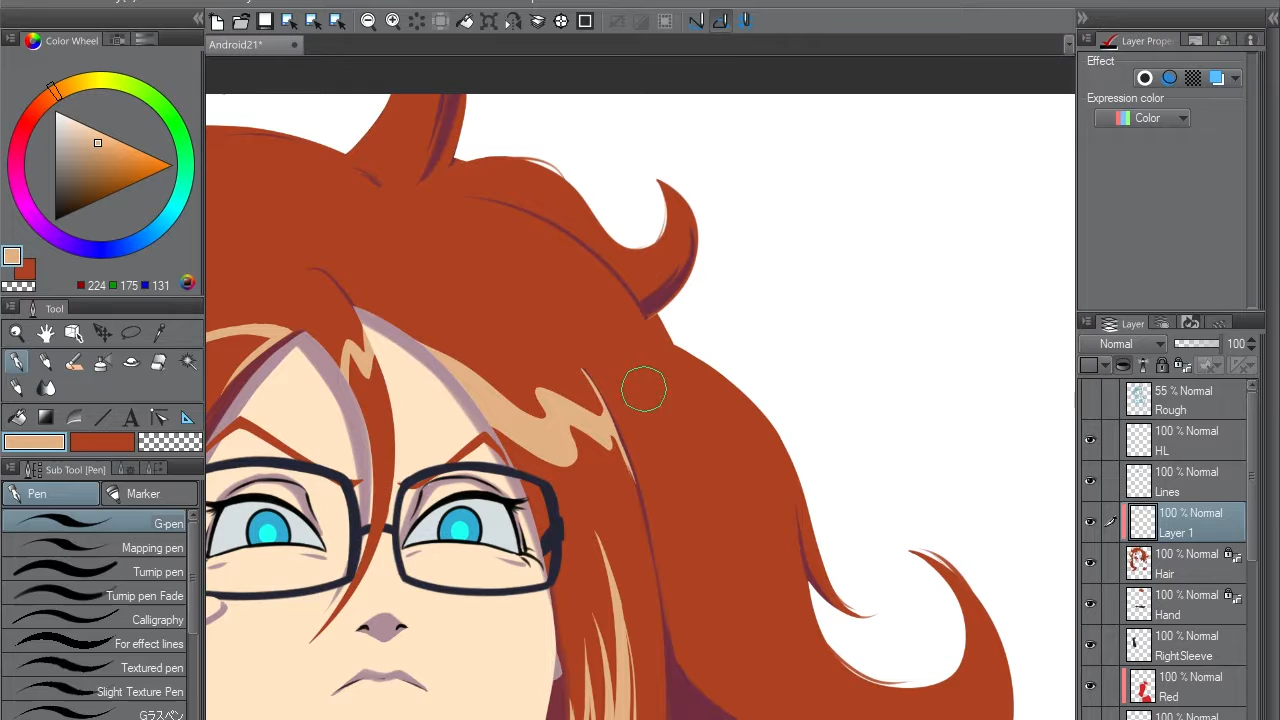 Android21*
Color Wheel
Layer Prope
Effect
Expression color
Color
224 175 131
Tool
Layer
Normal 100
55 % Normal
Rough
100 % Normal
HL
100 % Normal
Lines
100 % Normal
Layer 1
100 % Normal
Hair
100 % Normal
Hand
100 % Normal
RightSleeve
100 % Normal
Red
Sub Tool [Pen]
Pen
Marker
G-pen
Mapping pen
Turnip pen
Turnip pen Fade
Calligraphy
For effect lines
Textured pen
Slight Texture Pen
Gラスペン